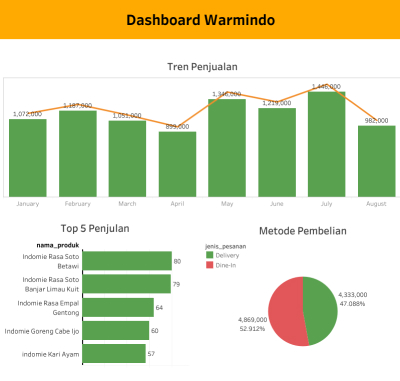 Dashboard Warmindo
Tren Penjualan
1,072,000
1,187,000
1,051,000
899,000
1,346,000
1,219,000
1,446,000
982,000
January
February
March
April
May
June
July
August
Top 5 Penjulan
nama_produk
Indomie Rasa Soto
Betawi
80
Indomie Rasa Soto
Banjar Limau Kuit
79
Indomie Rasa Empal
Gentong
64
Indomie Goreng Cabe Ijo
60
indomie Kari Ayam
57
Metode Pembelian
jenis_pesanan
Delivery
Dine-In
4,333,000
47.088%
4,869,000
52.912%